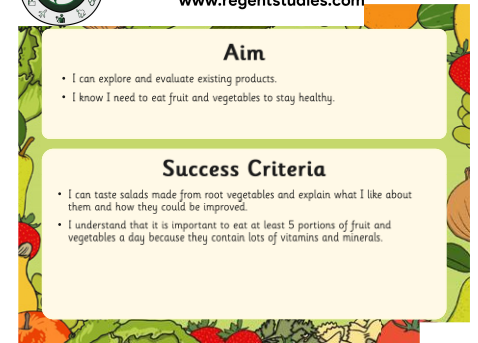 www.regentstudies.com
Aim
• I can explore and evaluate existing products.
• I know I need to eat fruit and vegetables to stay healthy.
Success Criteria
• I can taste salads made from root vegetables and explain what I like about
them and how they could be improved.
• I understand that it is important to eat at least 5 portions of fruit and
vegetables a day because they contain lots of vitamins and minerals.